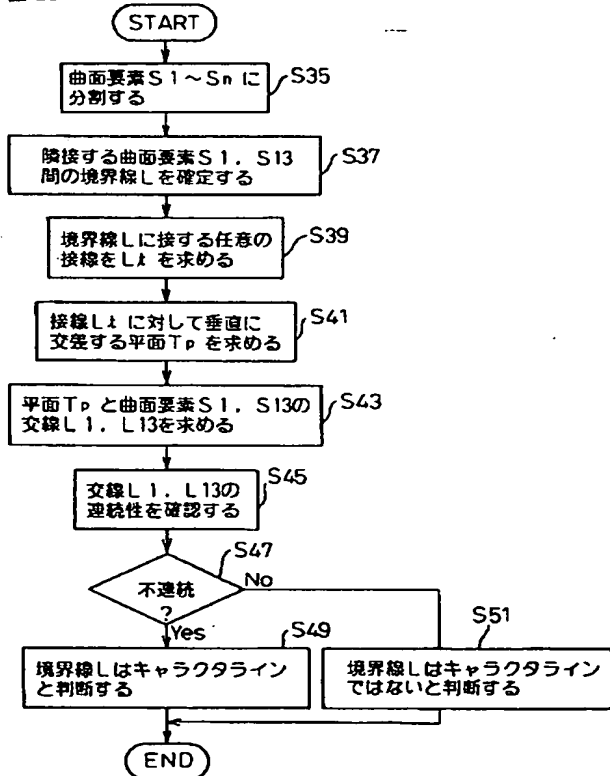 START
曲面要素S1～Snに
分割する
S35
隣接する曲面要素S1．S13
間の境界線Lを確定する
S37
境界線Lに接する任意の
接線をLtを求める
S39
接線Ltに対して垂直に
交差する平面Tpを求める
S41
平面Tpと曲面要素S1．S13の
交線L1．L13を求める
S43
交線L1．L13の
連続性を確認する
S45
不連続
?
S47
No
Yes
S49
境界線Lはキャラクタライン
と判断する
S51
境界線Lはキャラクタライン
ではないと判断する
END